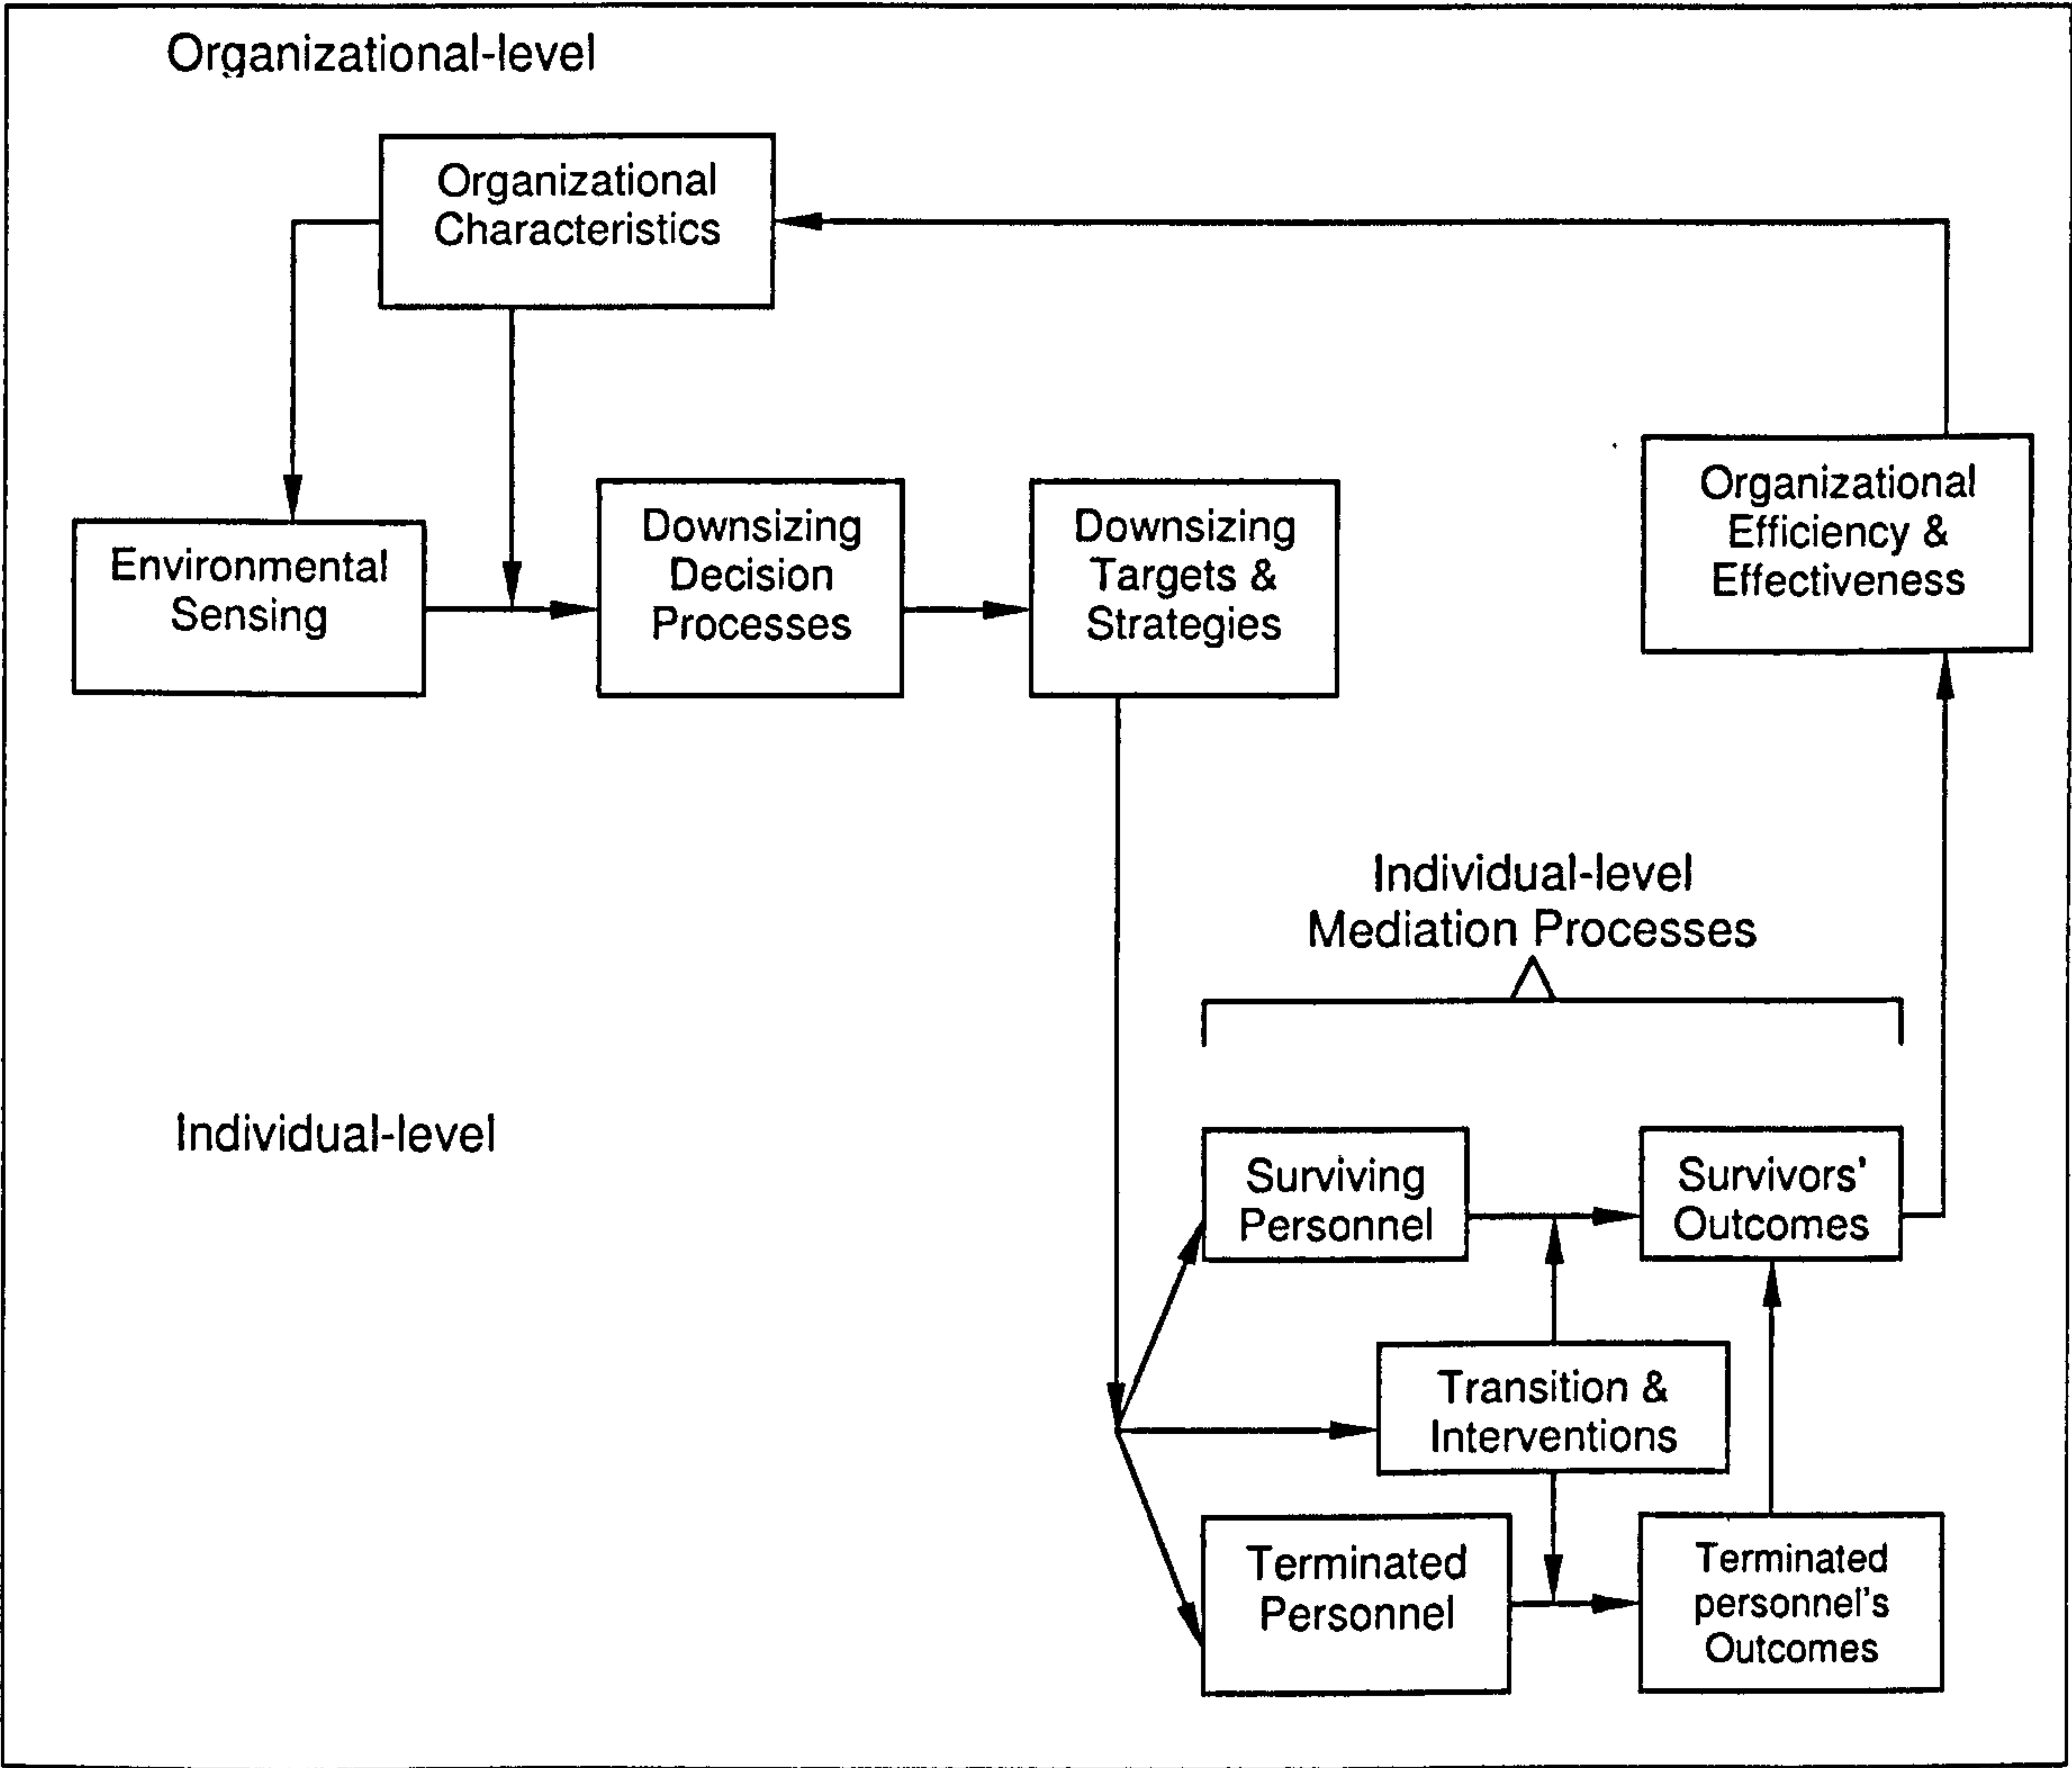 Organizational-level
Organizational
Characteristics
Environmental
Sensing
Downsizing
Decision
Processes
Downsizing
Targets &
Strategies
Organizational
Efficiency &
Effectiveness
Individual-level
Mediation Processes
Individual-level
Surviving
Personnel
Survivors'
Outcomes
Transition &
Interventions
Terminated
Personnel
Terminated
personnel's
Outcomes